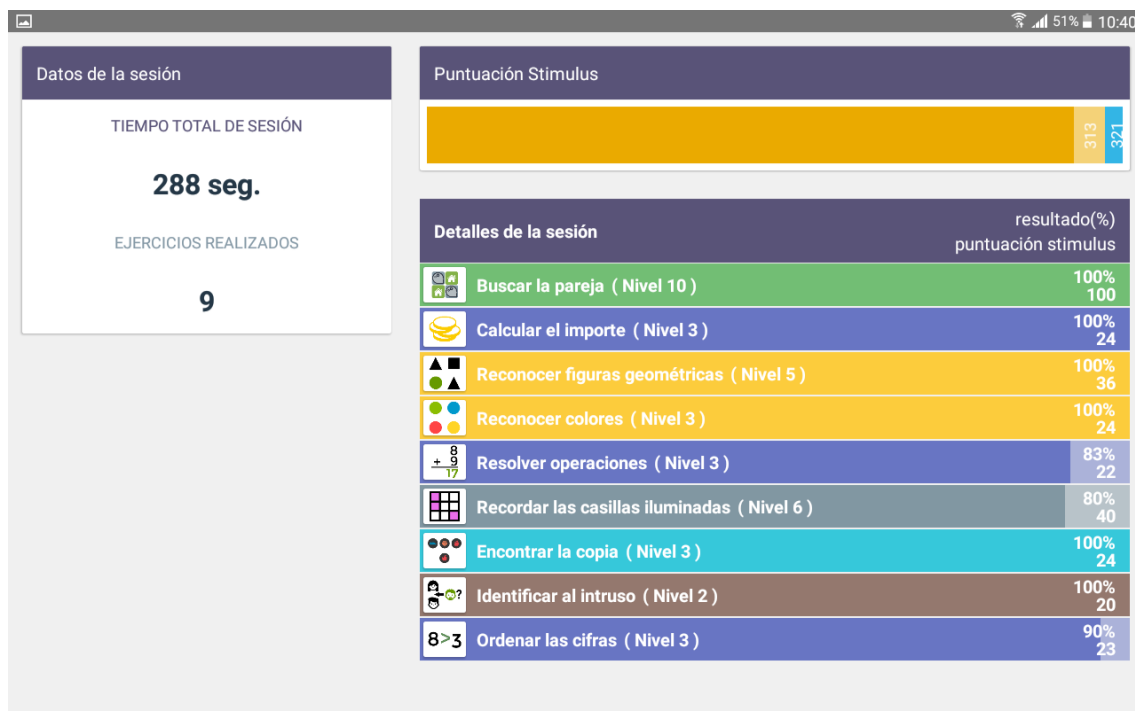 51% 10:40
Datos de la sesión
TIEMPO TOTAL DE SESIÓN
288 seg.
EJERCICIOS REALIZADOS
9
Puntuación Stimulus
313
321
Detalles de la sesión
resultado(%)
puntuación stimulus
Buscar la pareja ( Nivel 10 )
100%
100
Calcular el importe ( Nivel 3 )
100%
24
Reconocer figuras geométricas ( Nivel 5 )
100%
36
Reconocer colores ( Nivel 3 )
100%
24
8
+ 9
17
Resolver operaciones ( Nivel 3 )
83%
22
Recordar las casillas iluminadas ( Nivel 6 )
80%
40
Encontrar la copia ( Nivel 3 )
100%
24
?
Identificar al intruso ( Nivel 2 )
100%
20
8>3
Ordenar las cifras ( Nivel 3 )
90%
23